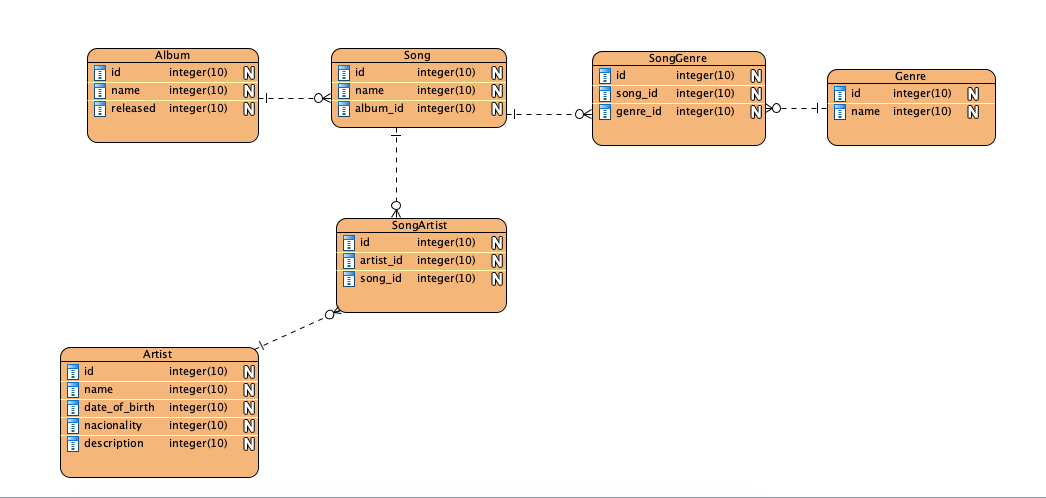 Album
id integer(10) N
name integer(10) N
released integer(10) N
Song
id integer(10) N
name integer(10) N
album_id integer(10) N
SongGenre
id integer(10) N
song_id integer(10) N
genre_id integer(10) N
Genre
id integer(10) N
name integer(10) N
SongArtist
id integer(10) N
artist_id integer(10) N
song_id integer(10) N
Artist
id integer(10) N
name integer(10) N
date_of_birth integer(10) N
nacionality integer(10) N
description integer(10) N